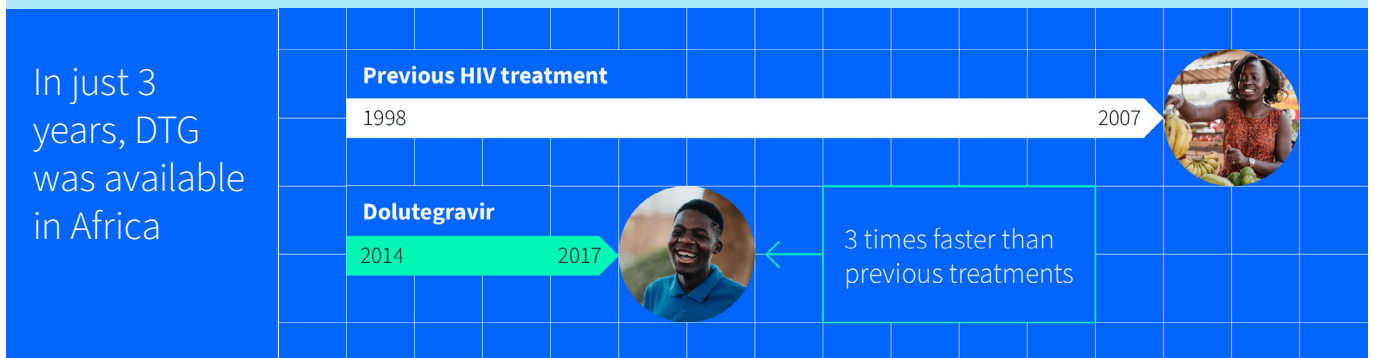 In just 3
years, DTG
was available
in Africa
Previous HIV treatment
1998 2007
Dolutegravir
2014 2017
3 times faster than
previous treatments